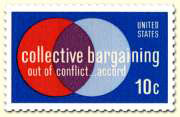 UNITED
STATES
collective bargaining
out of conflict...accord
10c